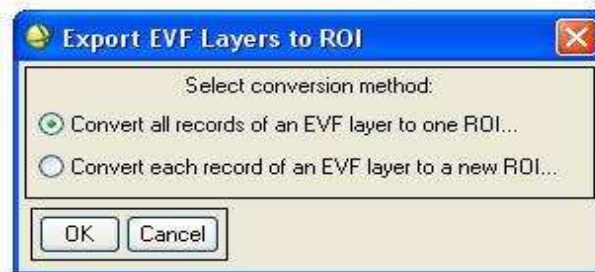 Export EVF Layers to ROI
Select conversion method:
Convert all records of an EVF layer to one ROI...
Convert each record of an EVF layer to a new ROI...
OK Cancel